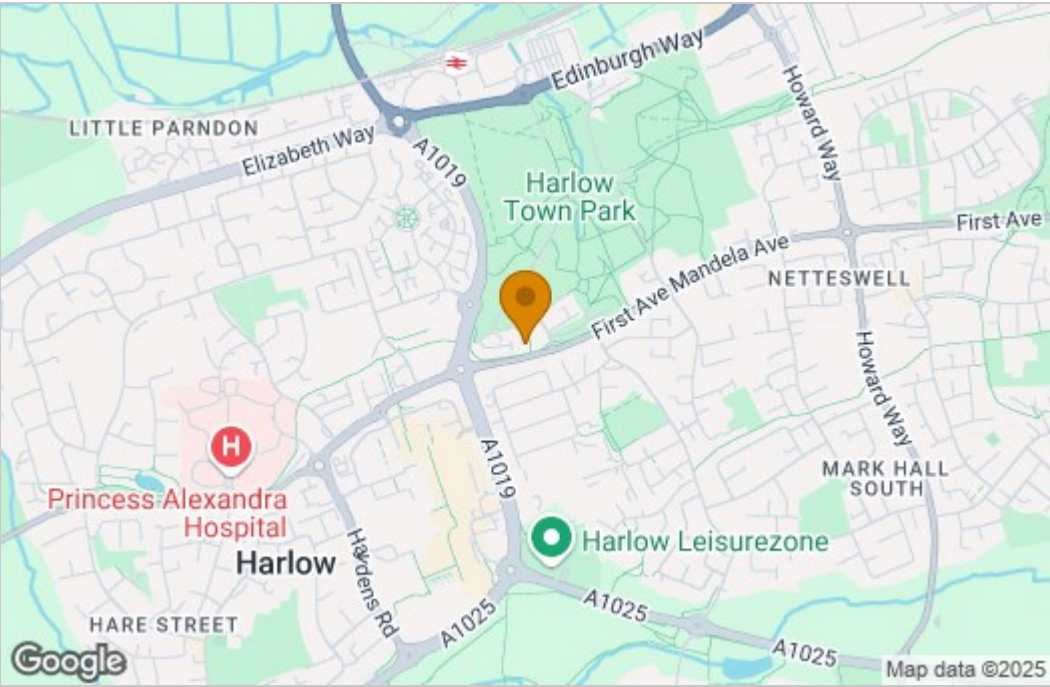 Edinburgh Way
Howard Way
LITTLE PARNDON
Elizabeth Way
A1019
Harlow
Town Park
First Ave
First Ave Mandela Ave
NETTESWELL
Howard Way
H
Princess Alexandra
Hospital
A1019
MARK HALL
SOUTH
Harlow Leisurezone
Harlow
Haydens Rd
HARE STREET
A1025
A1025
A1025
Google
Map data ©2025